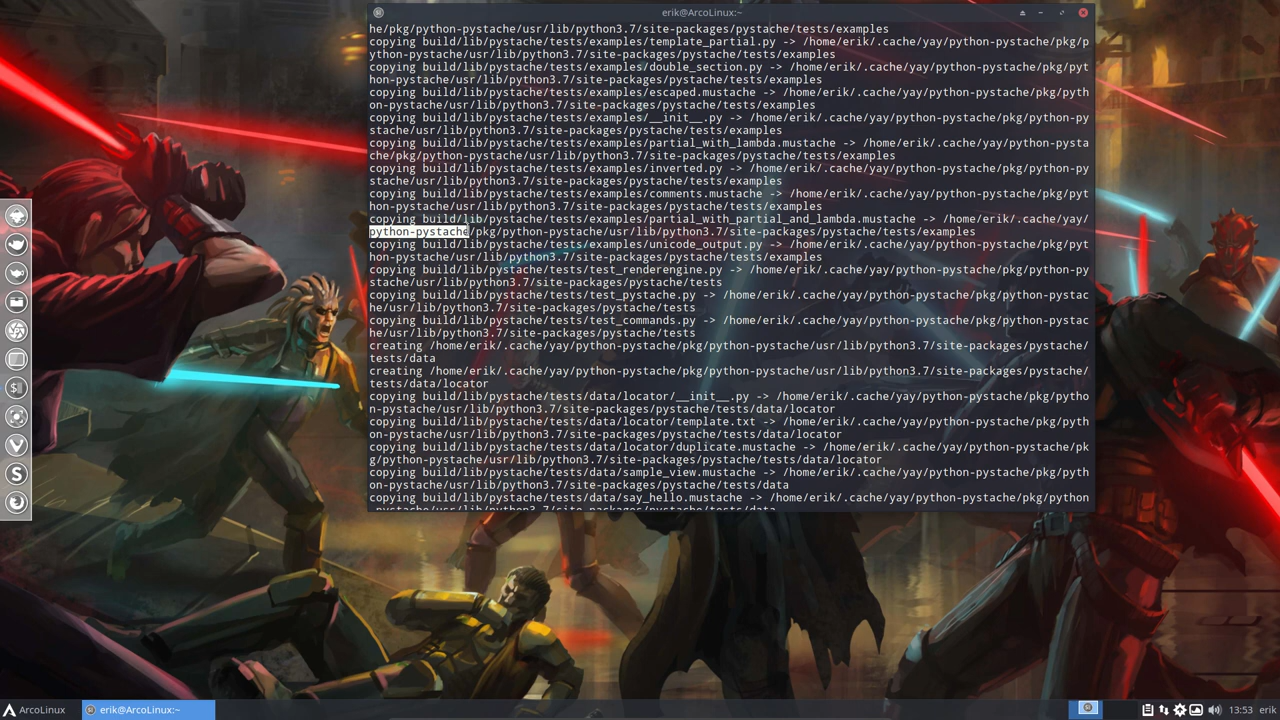 erik@ArcoLinux:~
he/pkg/python-pystache/usr/lib/python3.7/site-packages/pystache/tests/examples
copying build/lib/pystache/tests/examples/template_partial.py -> /home/erik/.cache/yay/python-pystache/pkg/p
ython-pystache/usr/lib/python3.7/site-packages/pystache/tests/examples
copying build/lib/pystache/tests/examples/double_section.py -> /home/erik/.cache/yay/python-pystache/pkg/pyt
hon-pystache/usr/lib/python3.7/site-packages/pystache/tests/examples
copying build/lib/pystache/tests/examples/escaped.mustache -> /home/erik/.cache/yay/python-pystache/pkg/pyth
on-pystache/usr/lib/python3.7/site-packages/pystache/tests/examples
copying build/lib/pystache/tests/examples/__init__.py -> /home/erik/.cache/yay/python-pystache/pkg/python-py
stache/usr/lib/python3.7/site-packages/pystache/tests/examples
copying build/lib/pystache/tests/examples/partial_with_lambda.mustache -> /home/erik/.cache/yay/python-pysta
che/pkg/python-pystache/usr/lib/python3.7/site-packages/pystache/tests/examples
copying build/lib/pystache/tests/examples/inverted.py -> /home/erik/.cache/yay/python-pystache/pkg/python-py
stache/usr/lib/python3.7/site-packages/pystache/tests/examples
copying build/lib/pystache/tests/examples/comments.mustache -> /home/erik/.cache/yay/python-pystache/pkg/pyt
hon-pystache/usr/lib/python3.7/site-packages/pystache/tests/examples
copying build/lib/pystache/tests/examples/partial_with_partial_and_lambda.mustache -> /home/erik/.cache/yay/
python-pystache/pkg/python-pystache/usr/lib/python3.7/site-packages/pystache/tests/examples
copying build/lib/pystache/tests/examples/unicode_output.py -> /home/erik/.cache/yay/python-pystache/pkg/pyt
hon-pystache/usr/lib/python3.7/site-packages/pystache/tests/examples
copying build/lib/pystache/tests/test_renderengine.py -> /home/erik/.cache/yay/python-pystache/pkg/python-py
stache/usr/lib/python3.7/site-packages/pystache/tests
copying build/lib/pystache/tests/test_pystache.py -> /home/erik/.cache/yay/python-pystache/pkg/python-pystac
he/usr/lib/python3.7/site-packages/pystache/tests
copying build/lib/pystache/tests/test_commands.py -> /home/erik/.cache/yay/python-pystache/pkg/python-pystac
he/usr/lib/python3.7/site-packages/pystache/tests
creating /home/erik/.cache/yay/python-pystache/pkg/python-pystache/usr/lib/python3.7/site-packages/pystache/
tests/data
creating /home/erik/.cache/yay/python-pystache/pkg/python-pystache/usr/lib/python3.7/site-packages/pystache/
tests/data/locator
copying build/lib/pystache/tests/data/locator/__init__.py -> /home/erik/.cache/yay/python-pystache/pkg/pytho
n-pystache/usr/lib/python3.7/site-packages/pystache/tests/data/locator
copying build/lib/pystache/tests/data/locator/template.txt -> /home/erik/.cache/yay/python-pystache/pkg/pyth
on-pystache/usr/lib/python3.7/site-packages/pystache/tests/data/locator
copying build/lib/pystache/tests/data/locator/duplicate.mustache -> /home/erik/.cache/yay/python-pystache/pk
g/python-pystache/usr/lib/python3.7/site-packages/pystache/tests/data/locator
copying build/lib/pystache/tests/data/sample_view.mustache -> /home/erik/.cache/yay/python-pystache/pkg/pyth
on-pystache/usr/lib/python3.7/site-packages/pystache/tests/data
copying build/lib/pystache/tests/data/say_hello.mustache -> /home/erik/.cache/yay/python-pystache/pkg/python
-pystache/usr/lib/python3.7/site-packages/pystache/tests/data
ArcoLinux erik@ArcoLinux:~ 13:53 erik